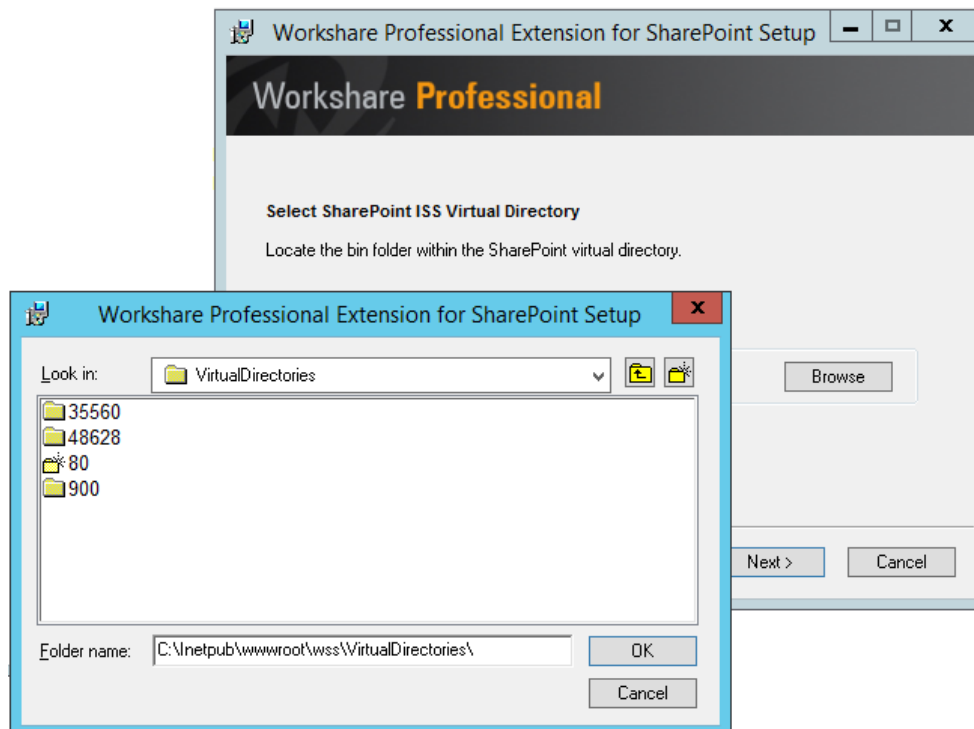 Workshare Professional Extension for SharePoint Setup
Workshare Professional
Select SharePoint ISS Virtual Directory
Locate the bin folder within the SharePoint virtual directory.
Browse
Next >
Cancel
Workshare Professional Extension for SharePoint Setup
Look in:
VirtualDirectories
35560
48628
80
900
Folder name:
C:\Inetpub\wwwroot\wss\VirtualDirectories\
OK
Cancel